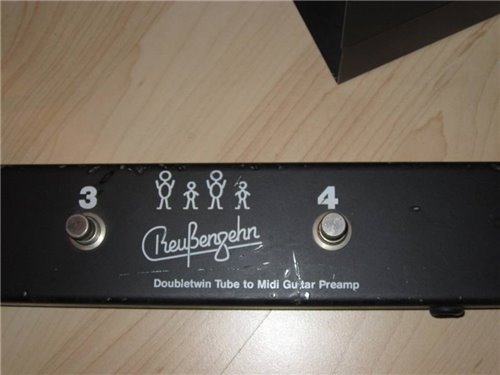 3 4
Reußenzehn
Doubletwin Tube to Midi Guitar Preamp